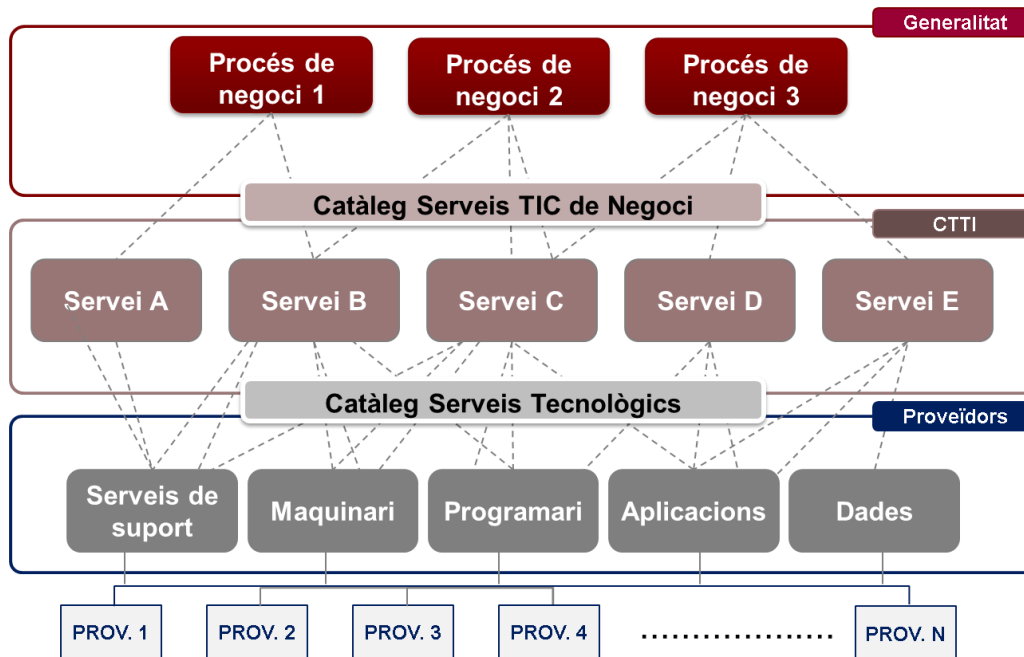 Generalitat
Procés de
negoci 1
Procés de
negoci 2
Procés de
negoci 3
Catàleg Serveis TIC de Negoci
CTTI
Servei A
Servei B
Servei C
Servei D
Servei E
Catàleg Serveis Tecnològics
Proveïdors
Serveis de
suport
Maquinari
Programari
Aplicacions
Dades
PROV. 1
PROV. 2
PROV. 3
PROV. 4
....................
PROV. N